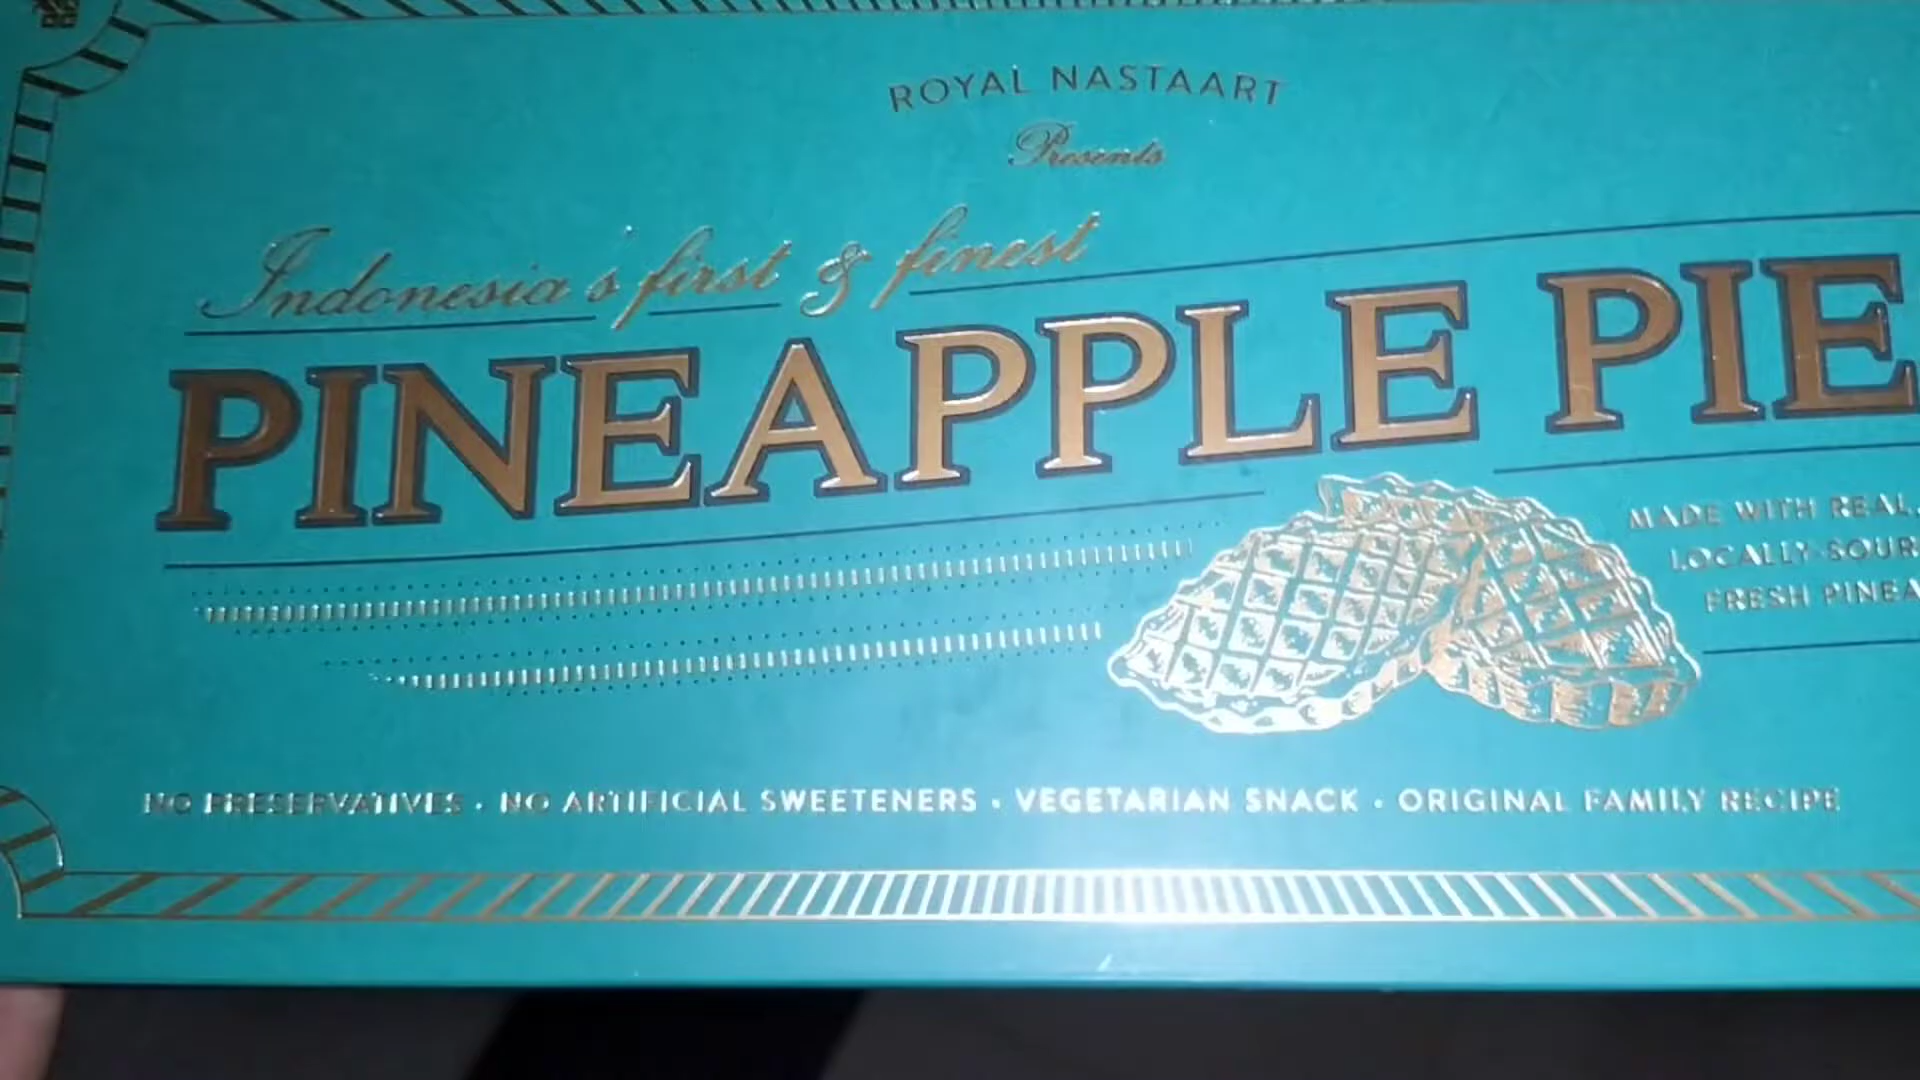 ROYAL NASTAART
Presents
Indonesia's first & finest
PINEAPPLE PIE
MADE WITH REAL,
LOCALLY-SOUR
FRESH PINEA
NO PRESERVATIVES · NO ARTIFICIAL SWEETENERS · VEGETARIAN SNACK · ORIGINAL FAMILY RECIPE